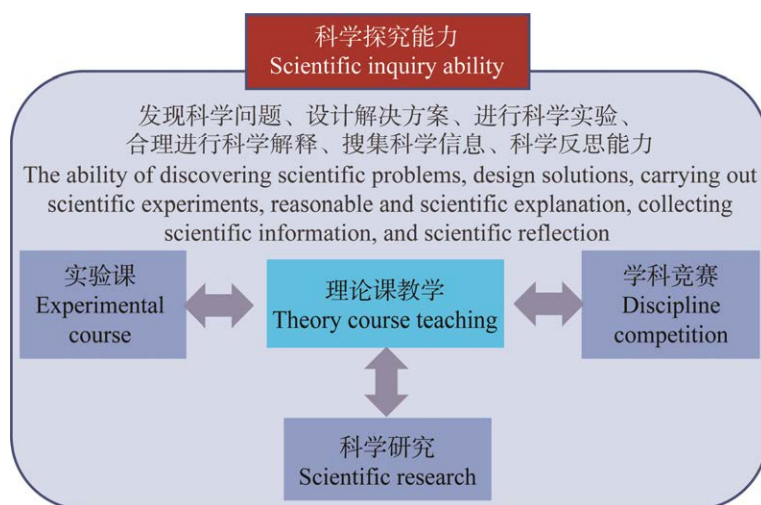 科学探究能力
Scientific inquiry ability
发现科学问题、设计解决方案、进行科学实验、
合理进行科学解释、搜集科学信息、科学反思能力
The ability of discovering scientific problems, design solutions, carrying out
scientific experiments, reasonable and scientific explanation, collecting
scientific information, and scientific reflection
实验课
Experimental
course
理论课教学
Theory course teaching
学科竞赛
Discipline
competition
科学研究
Scientific research